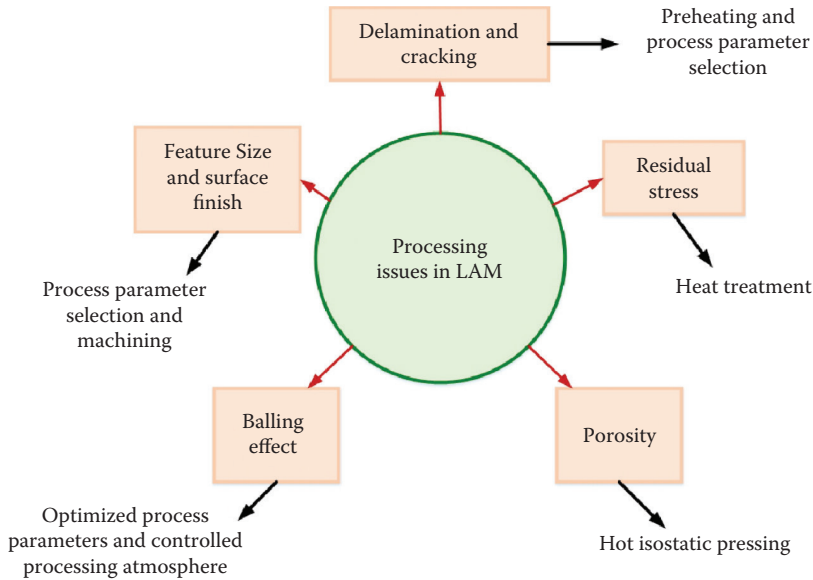 Delamination and
cracking
Preheating and
process parameter
selection
Feature Size
and surface
finish
Residual
stress
Processing
issues in LAM
Process parameter
selection and
machining
Heat treatment
Balling
effect
Porosity
Optimized process
parameters and controlled
processing atmosphere
Hot isostatic pressing